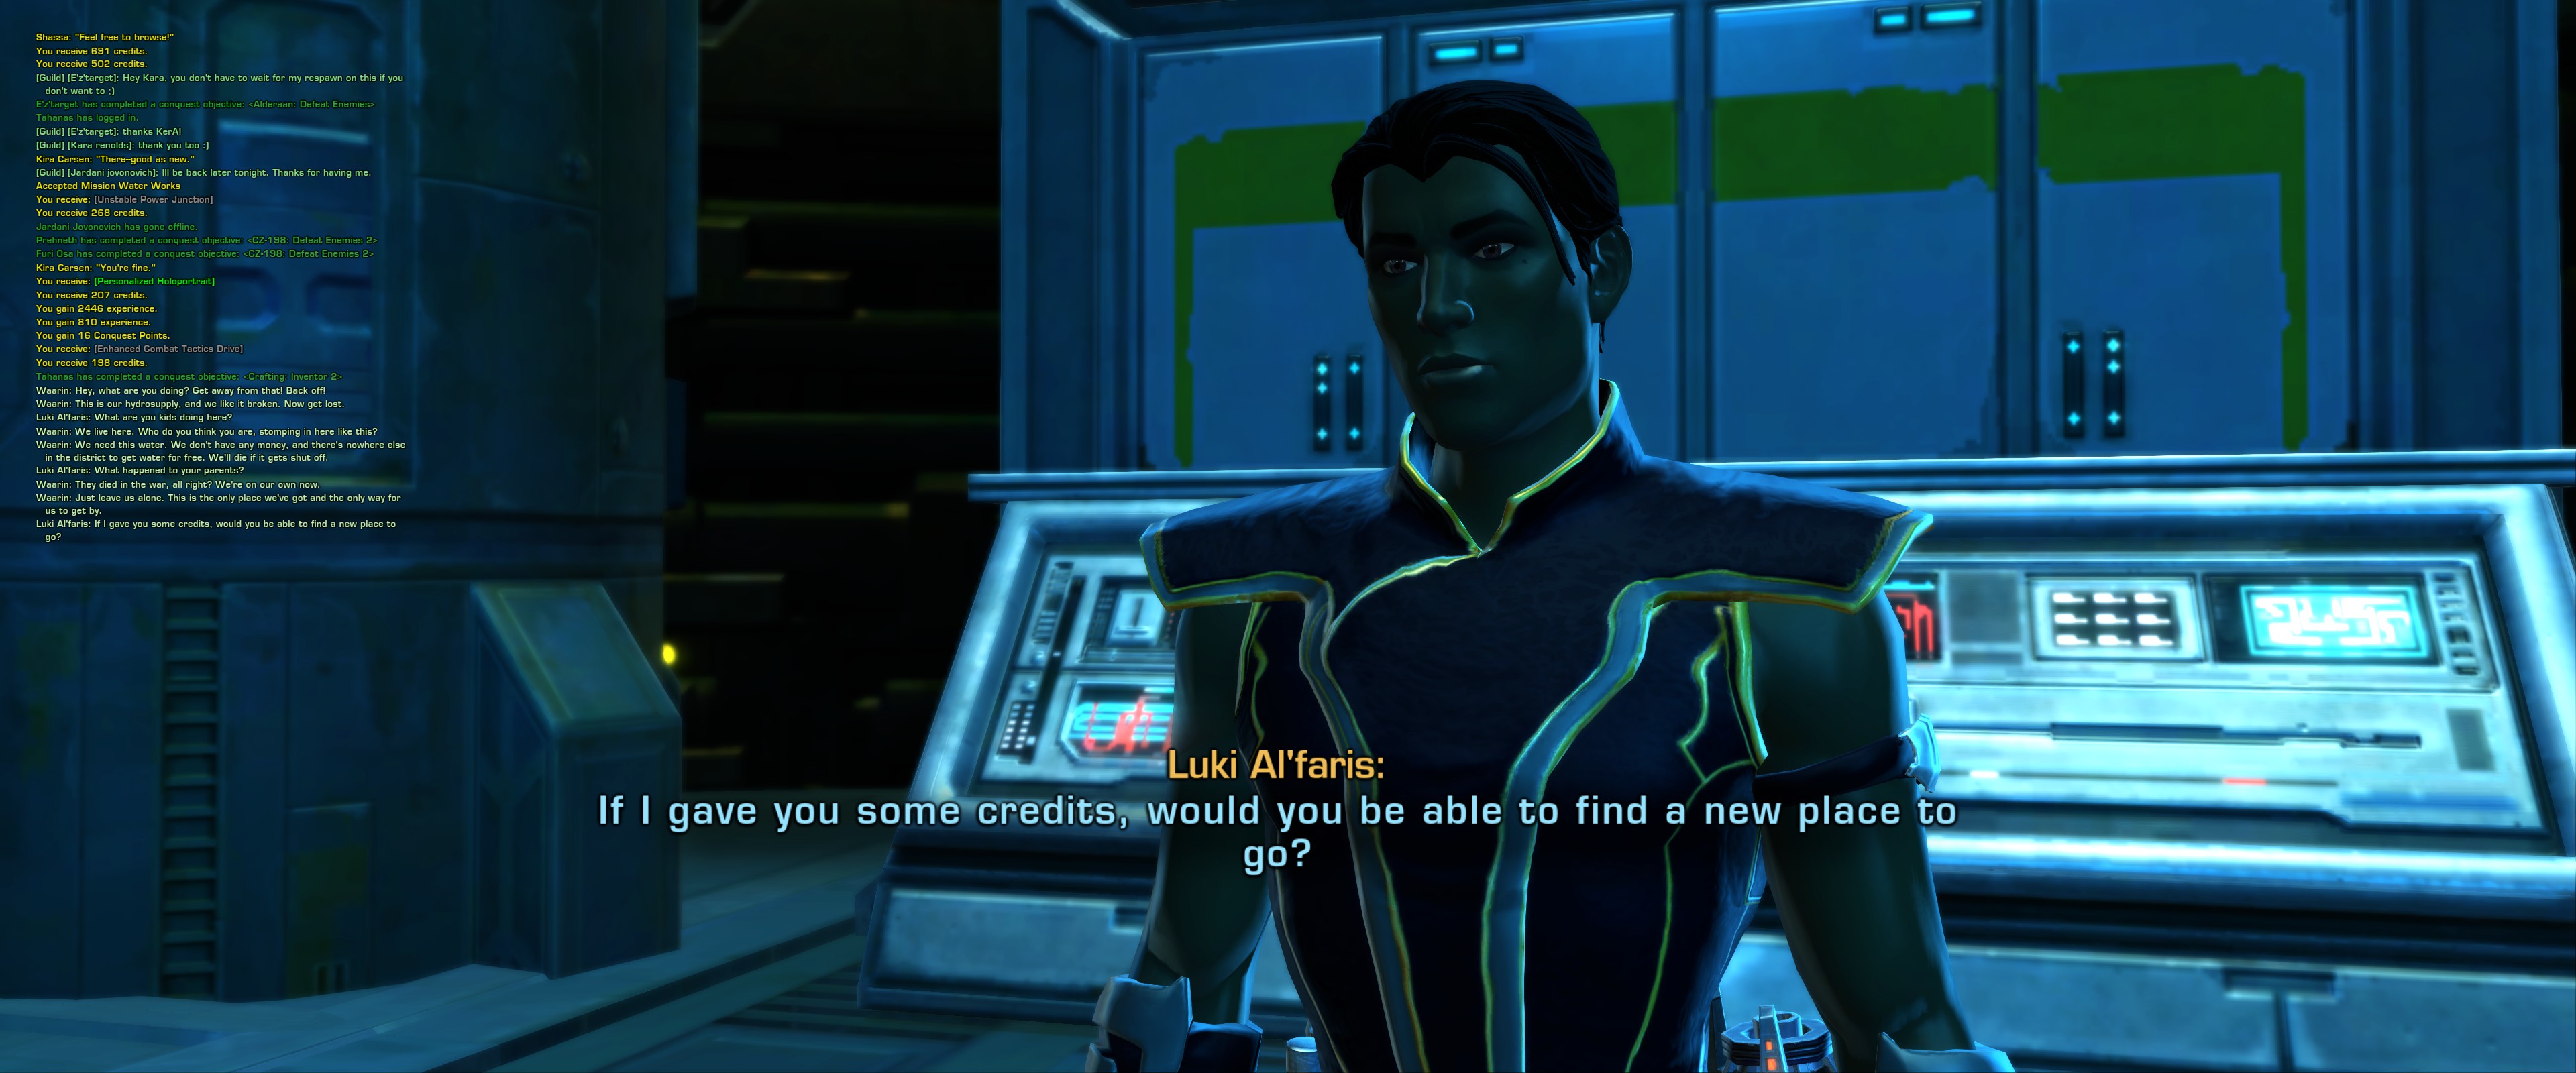 Shassa: "Feel free to browse!"
You receive 691 credits.
You receive 502 credits.
[Guild] [E'z'target]: Hey Kara, you don't have to wait for my respawn on this if you
don't want to ;)
E'z'target has completed a conquest objective: <Alderaan: Defeat Enemies>
Tahanas has logged in.
[Guild] [E'z'target]: thanks KerA!
[Guild] [Kara renolds]: thank you too :)
Kira Carsen: "There–good as new."
[Guild] [Jardani jovonovich]: Ill be back later tonight. Thanks for having me.
Accepted Mission Water Works
You receive: [Unstable Power Junction]
You receive 268 credits.
Jardani Jovonovich has gone offline.
Prehneth has completed a conquest objective: <CZ-198: Defeat Enemies 2>
Furi Osa has completed a conquest objective: <CZ-198: Defeat Enemies 2>
Kira Carsen: "You're fine."
You receive: [Personalized Holoportrait]
You receive 207 credits.
You gain 2446 experience.
You gain 810 experience.
You gain 16 Conquest Points.
You receive: [Enhanced Combat Tactics Drive]
You receive 198 credits.
Tahanas has completed a conquest objective: <Crafting: Inventor 2>
Waarin: Hey, what are you doing? Get away from that! Back off!
Waarin: This is our hydrosupply, and we like it broken. Now get lost.
Luki Al'faris: What are you kids doing here?
Waarin: We live here. Who do you think you are, stomping in here like this?
Waarin: We need this water. We don't have any money, and there's nowhere else
in the district to get water for free. We'll die if it gets shut off.
Luki Al'faris: What happened to your parents?
Waarin: They died in the war, all right? We're on our own now.
Waarin: Just leave us alone. This is the only place we've got and the only way for
us to get by.
Luki Al'faris: If I gave you some credits, would you be able to find a new place to
go?
Luki Al'faris:
If I gave you some credits, would you be able to find a new place to
go?